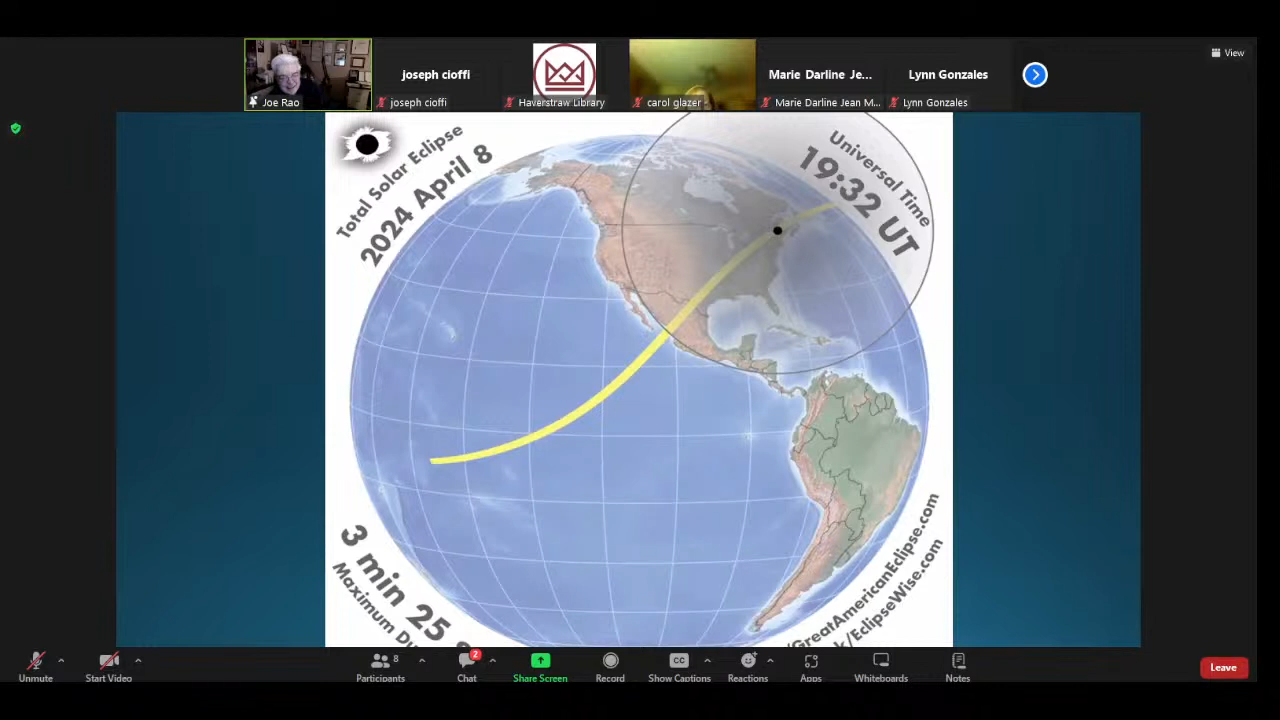 View
joseph cioffi
Marie Darline Je...
Lynn Gonzales
Joe Rao
joseph cioffi
Haverstraw Library
carol glazer
Marie Darline Jean M...
Lynn Gonzales
Total Solar Eclipse
2024 April 8
Universal Time
19:32 UT
3 min 25
Maximum Du
/GreatAmericanEclipse.com
k/EclipseWise.com
Unmute
Start Video
Participants
8
Chat
2
Share Screen
Record
CC
Show Captions
Reactions
Apps
Whiteboards
Notes
Leave